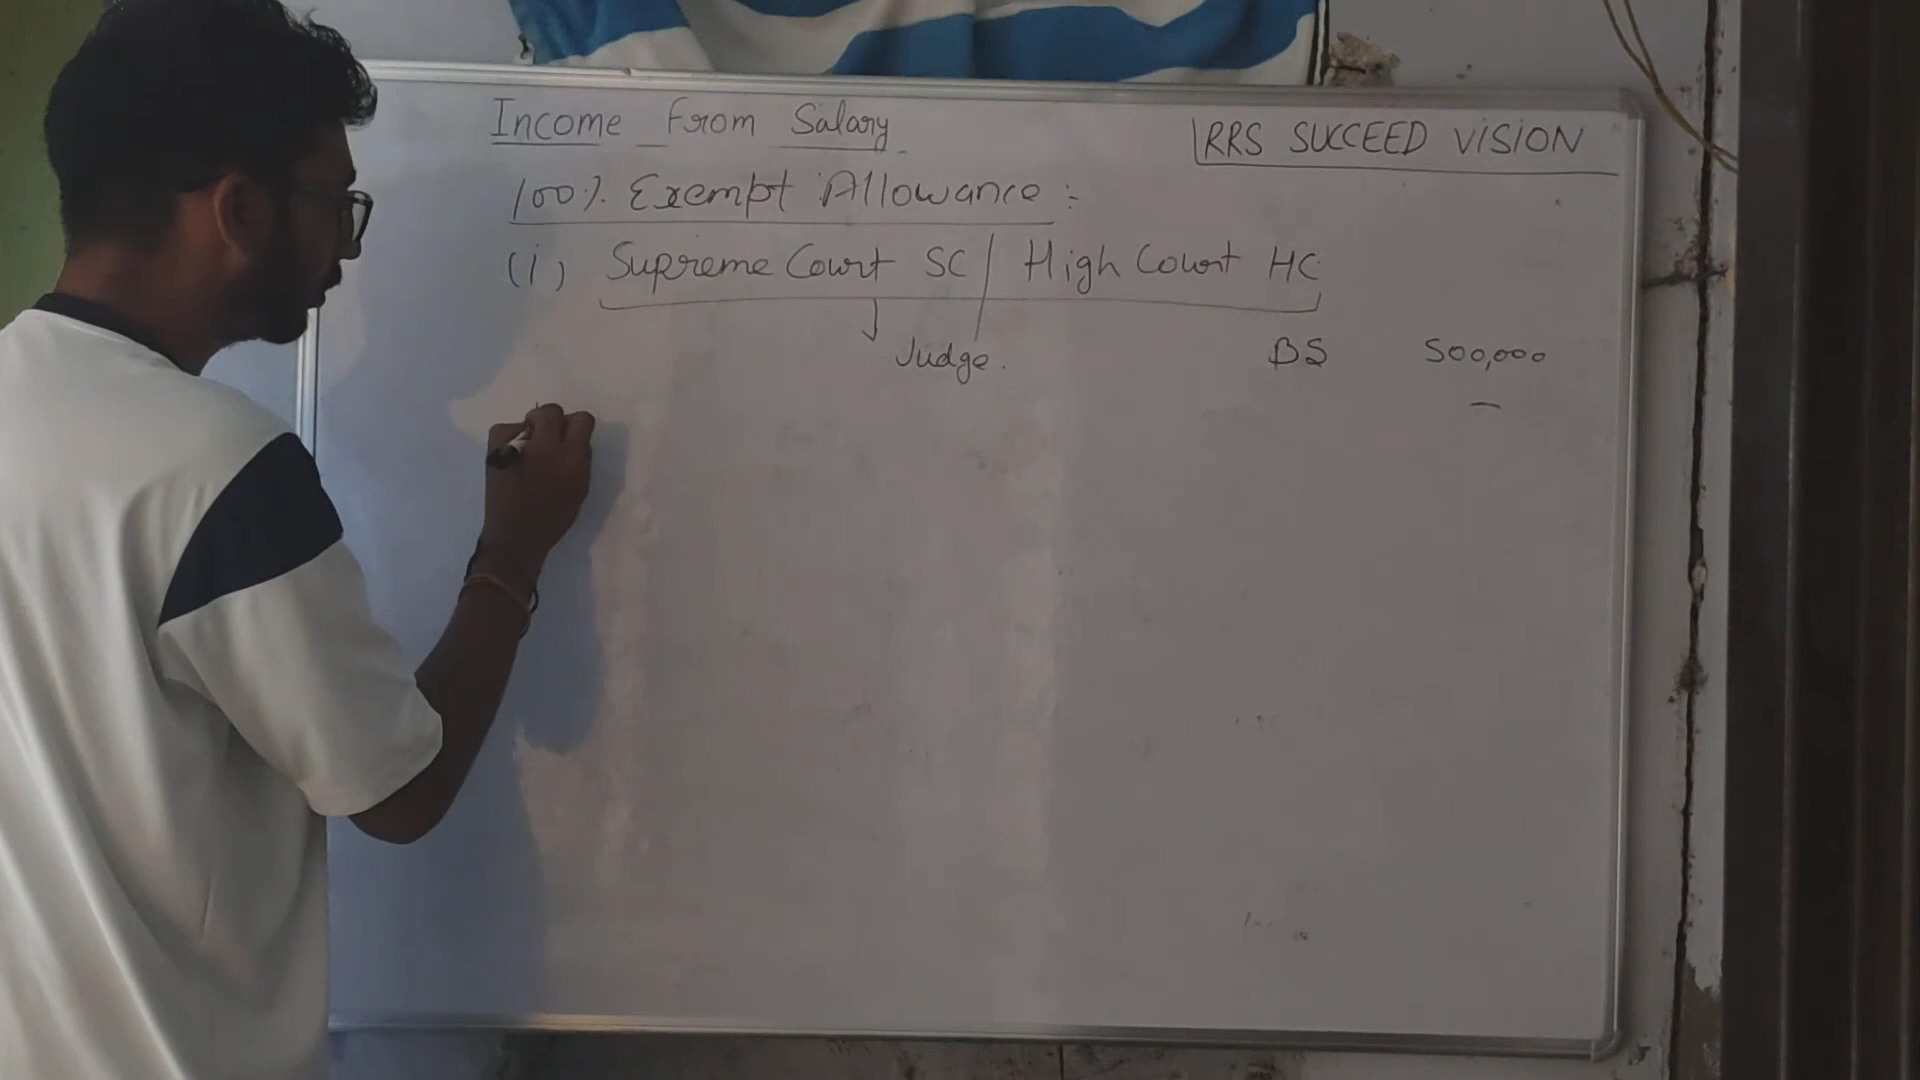 Income From Salary
RRS SUCCEED VISION
100% Exempt Allowance :
(i) Supreme Court SC / High Court HC
Judge.
BS 500,000
–